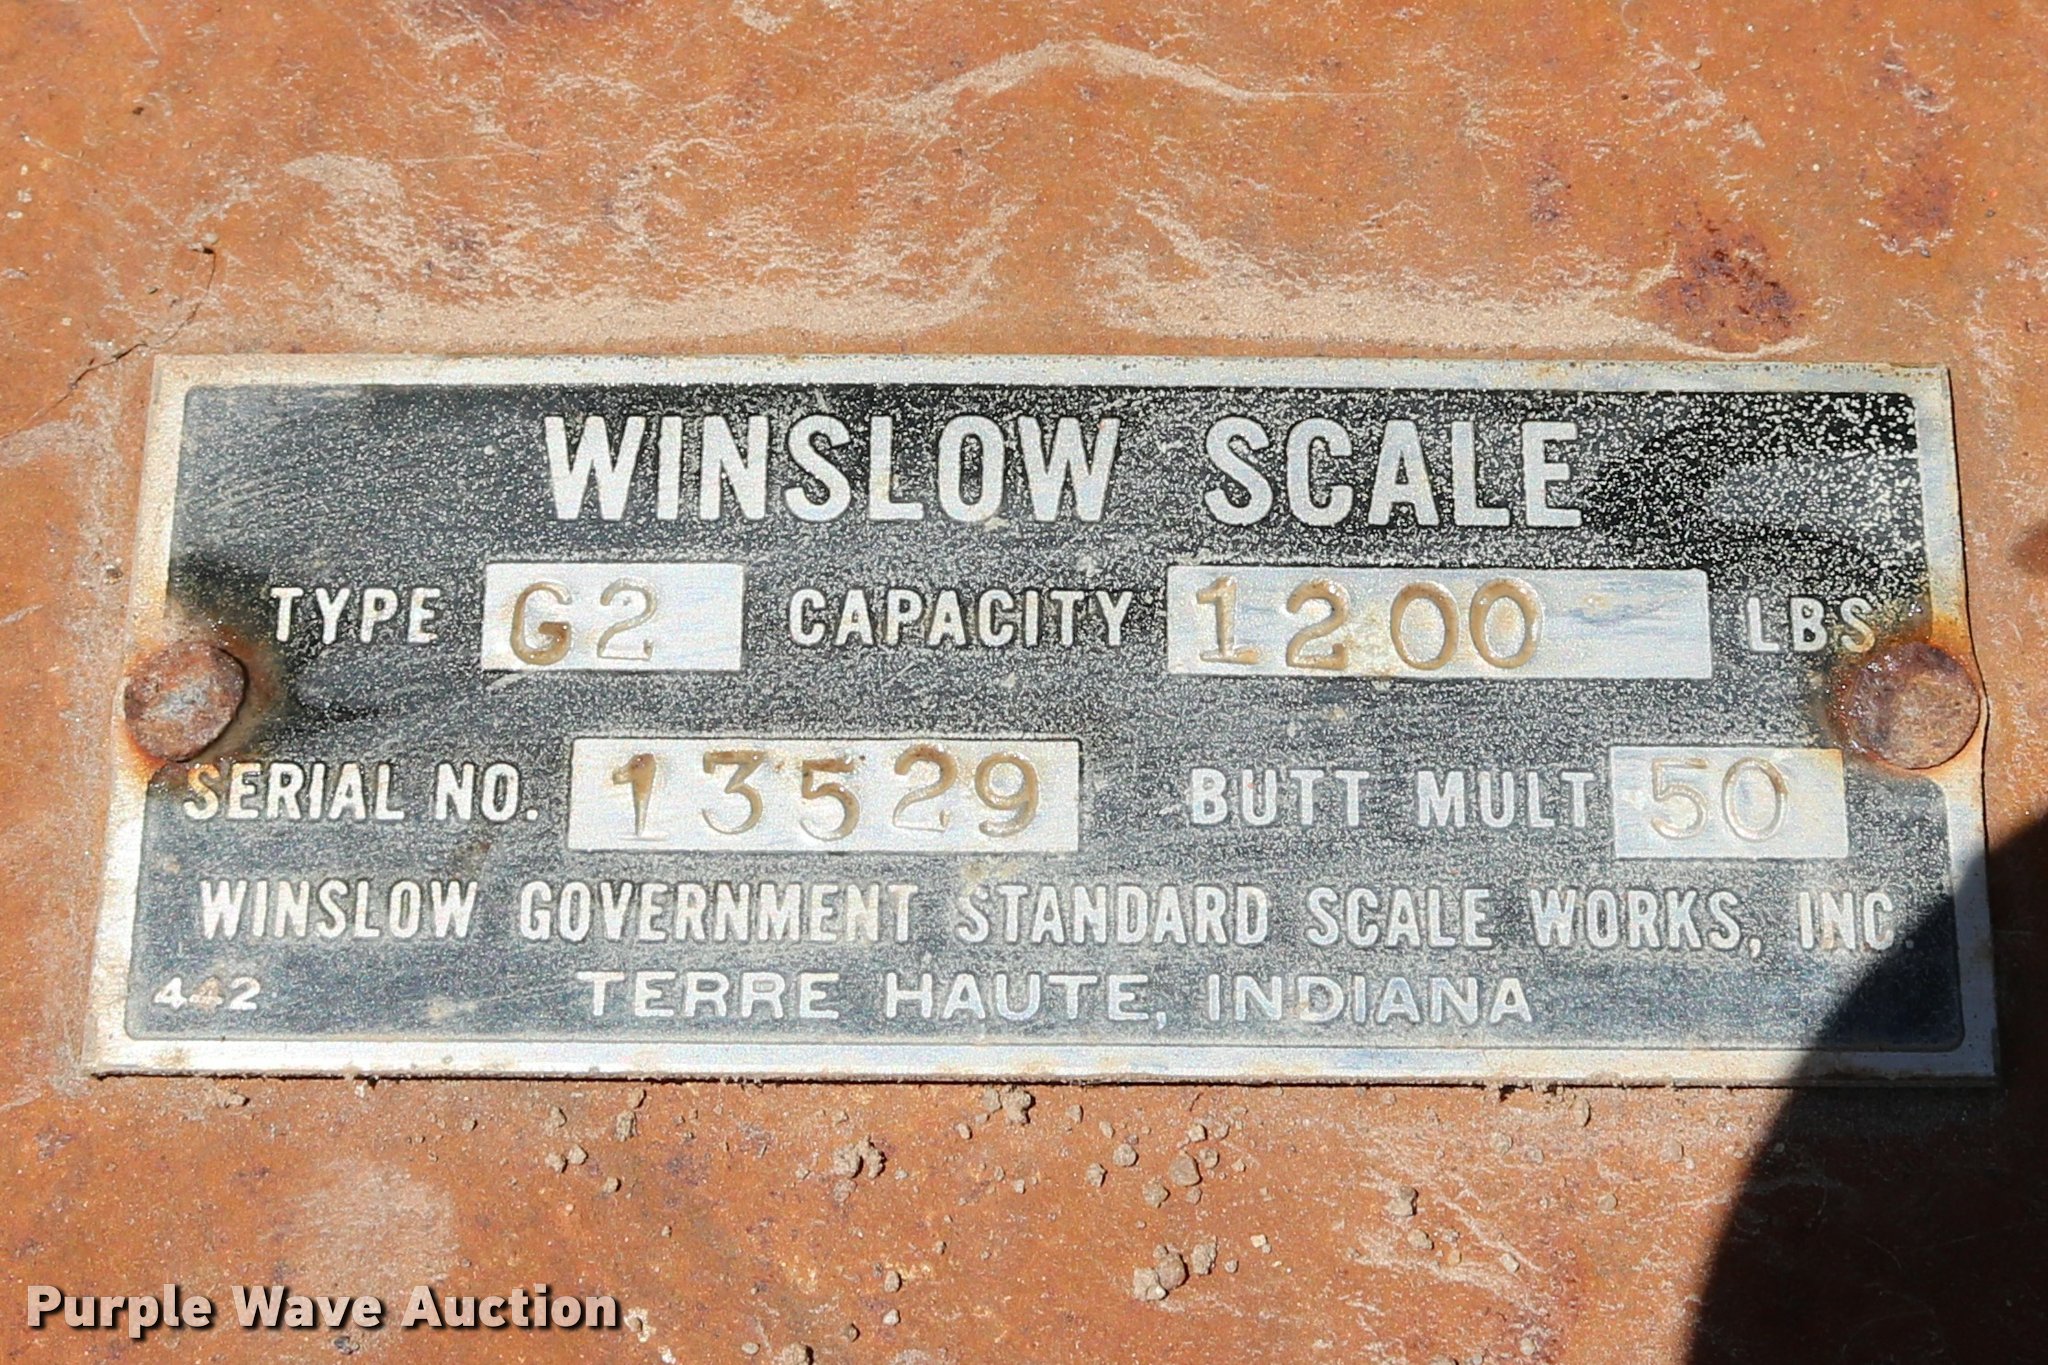 WINSLOW SCALE
TYPE G2 CAPACITY 1200 LBS
SERIAL NO. 13529 BUTT MULT 50
WINSLOW GOVERNMENT STANDARD SCALE WORKS, INC.
442 TERRE HAUTE, INDIANA
Purple Wave Auction